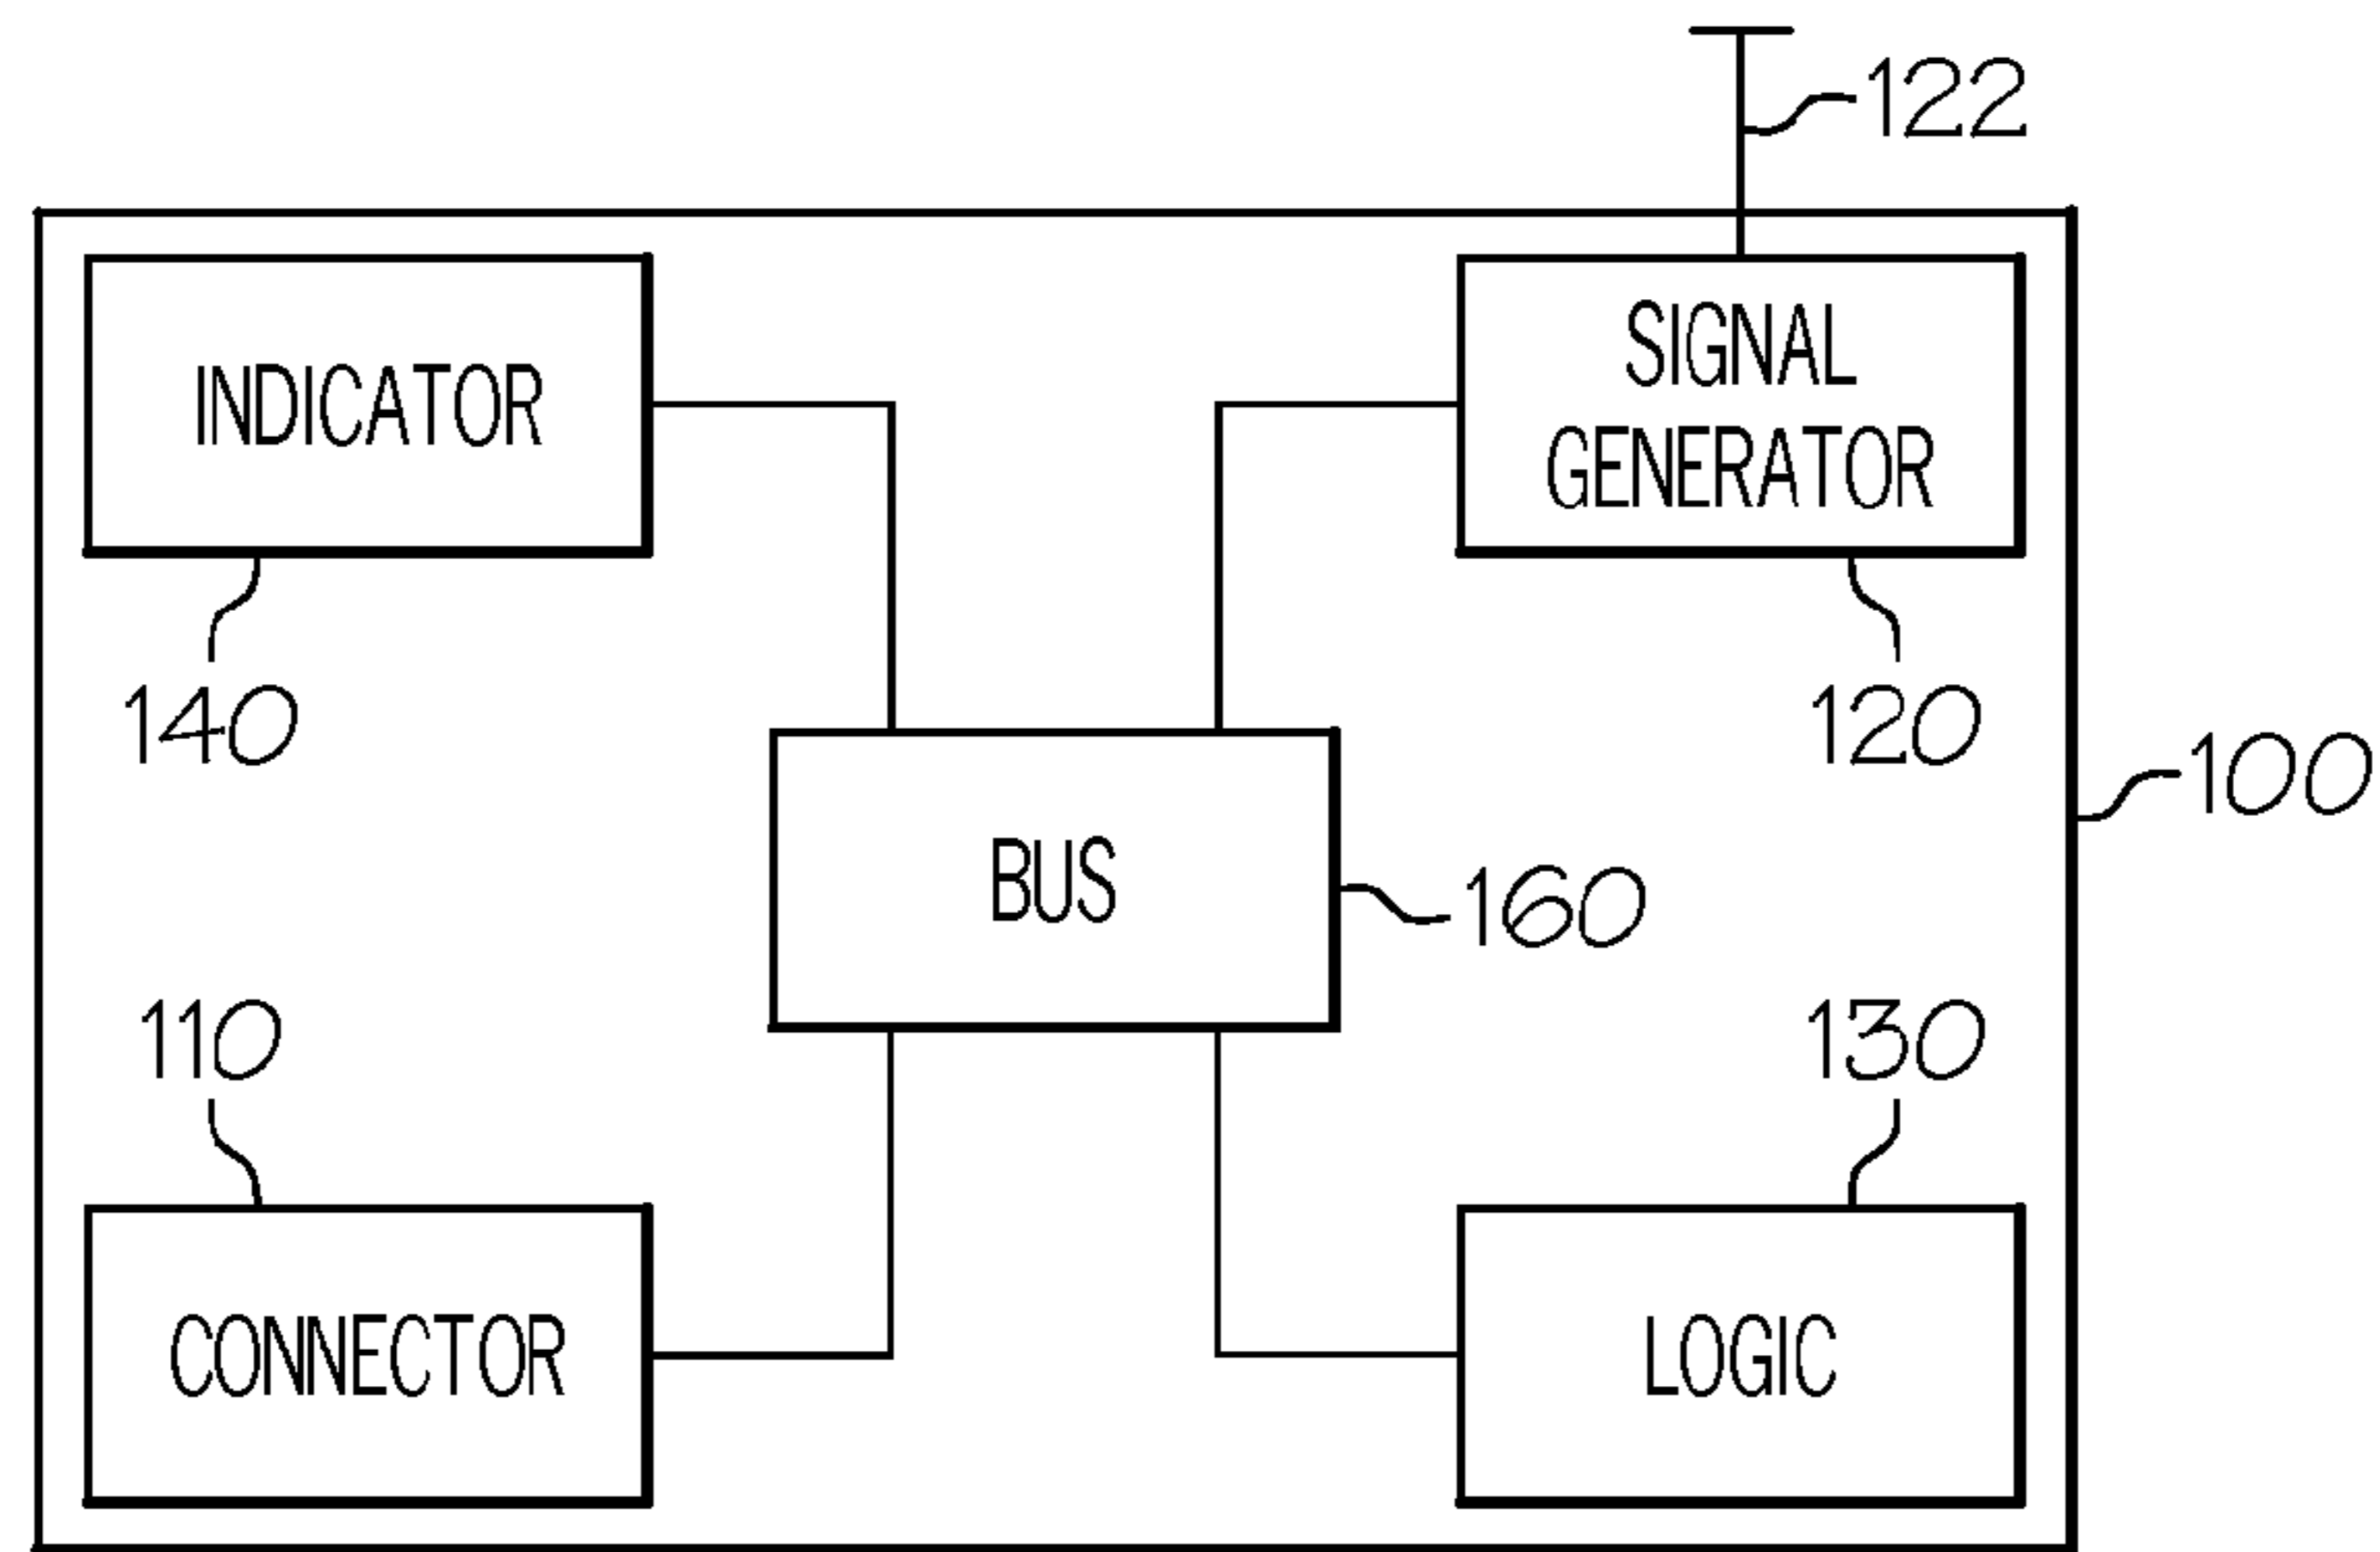 122
INDICATOR
SIGNAL
GENERATOR
140
120
100
BUS
160
110
130
CONNECTOR
LOGIC